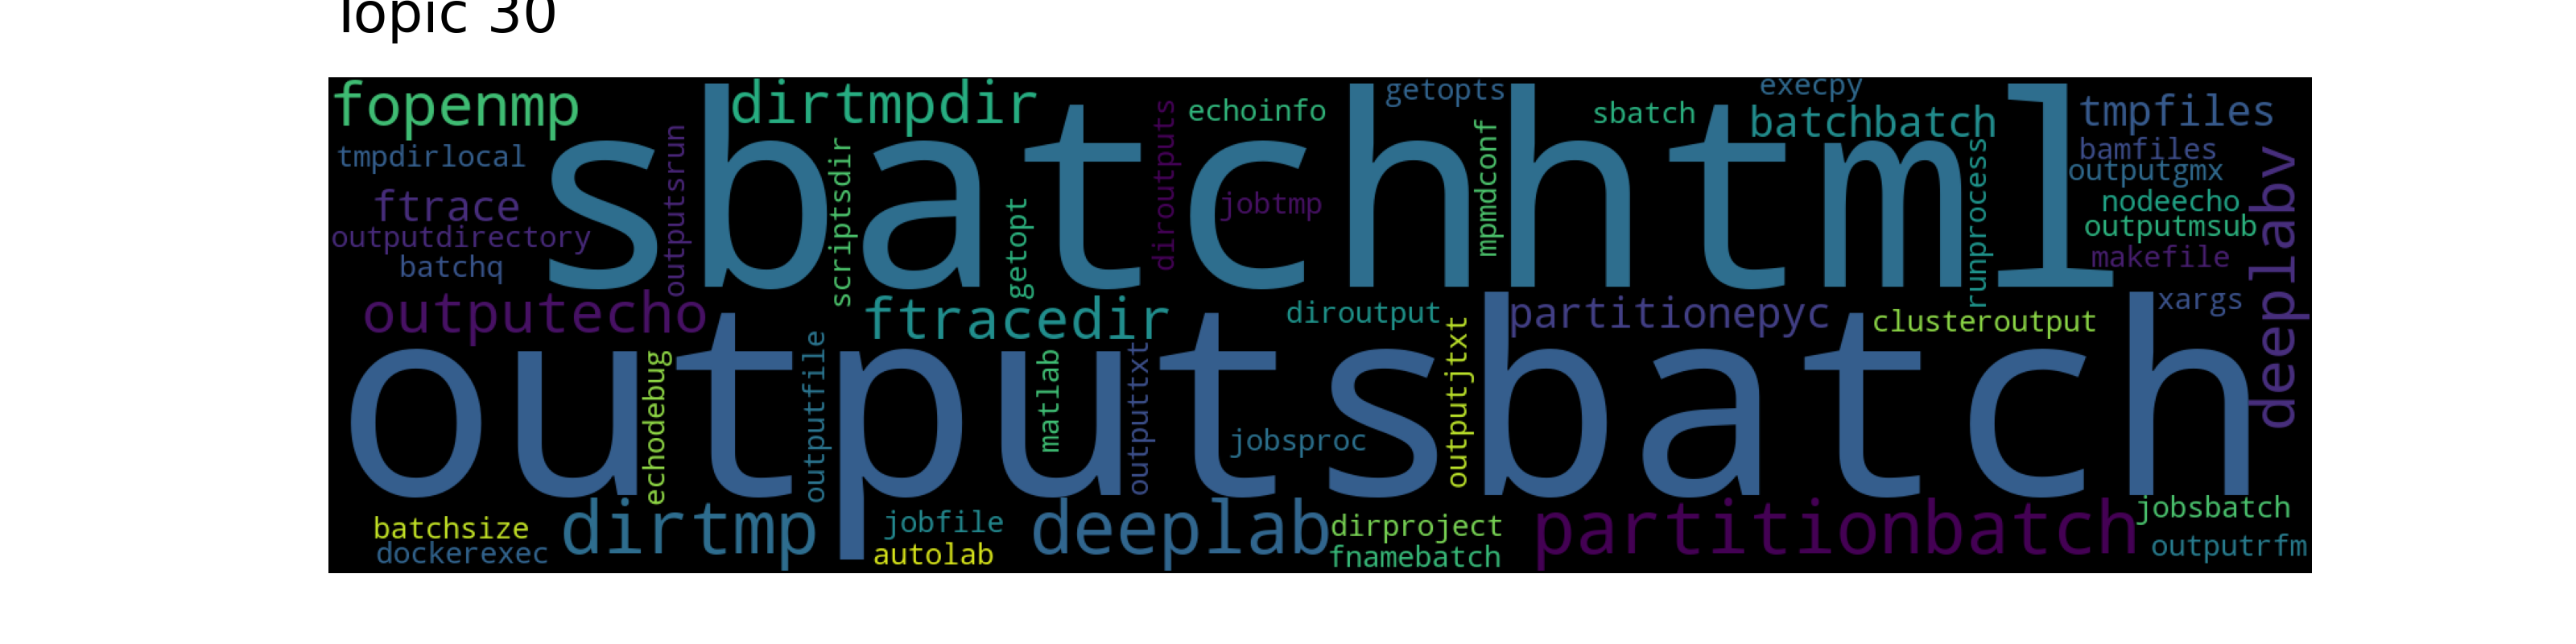 Topic 30
fopenmp
dirtmpdir
echoinfo
getopts
sbatch
execpy
batchbatch
tmpfiles
tmpdirlocal
outputsrun
sbatchhtml
scriptsdir
diroutputs
mpmdconf
runprocess
bamfiles
outputgmx
deeplabv
ftrace
getopt
jobtmp
nodeecho
outputdirectory
outputmsub
batchq
makefile
outputecho
ftracedir
diroutput
partitionepyc
clusteroutput
xargs
outputsbatch
echodebug
outputfile
matlab
outputtxt
jobsproc
outputjtxt
batchsize
dirtmp
jobfile
deeplab
dirproject
partitionbatch
jobsbatch
dockerexec
autolab
fnamebatch
outputrfm